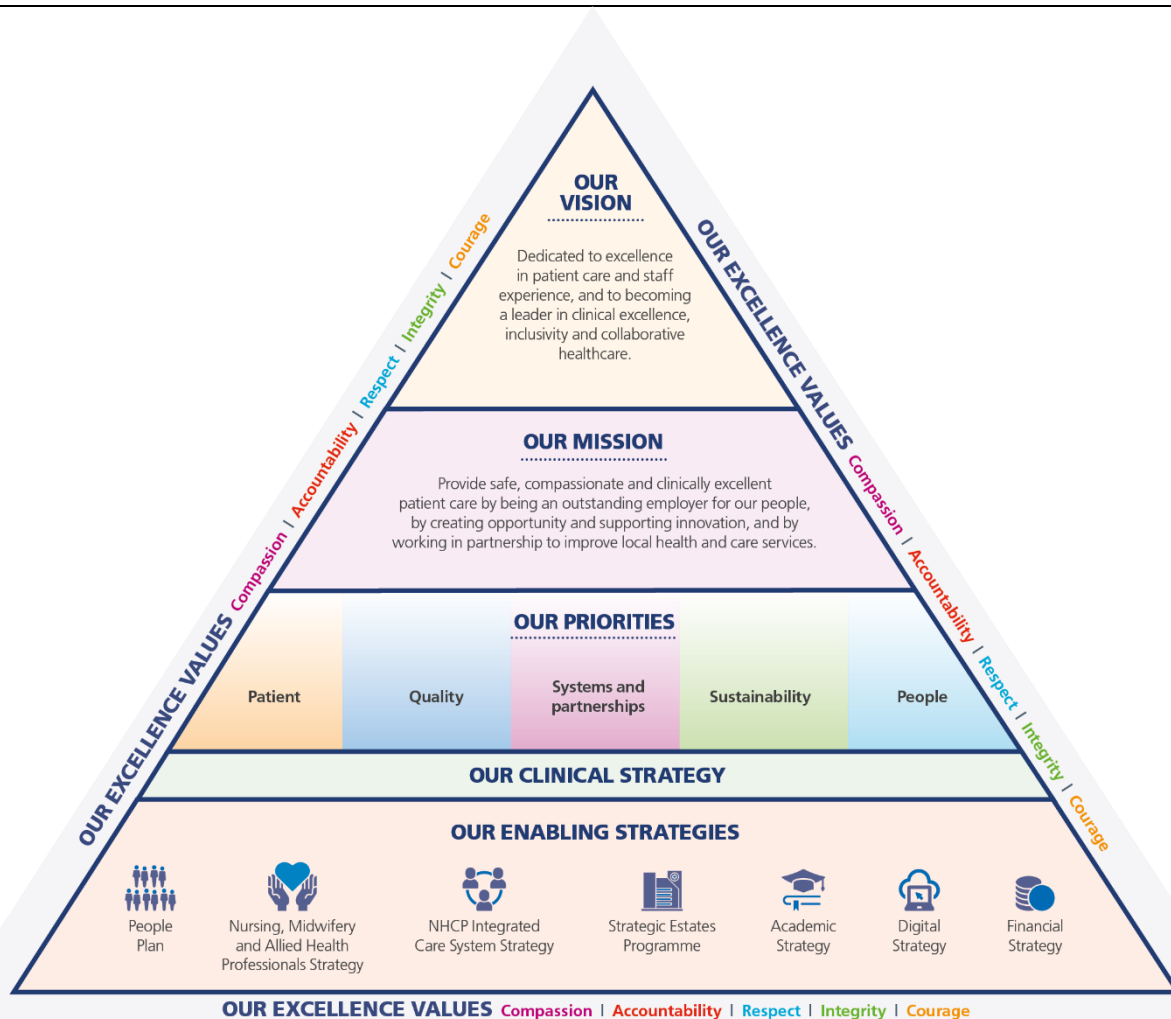 OUR
VISION
Dedicated to excellence
in patient care and staff
experience, and to becoming
a leader in clinical excellence,
inclusivity and collaborative
healthcare.
OUR MISSION
Provide safe, compassionate and clinically excellent
patient care by being an outstanding employer for our people,
by creating opportunity and supporting innovation, and by
working in partnership to improve local health and care services.
OUR PRIORITIES
Patient
Quality
Systems and
partnerships
Sustainability
People
OUR CLINICAL STRATEGY
OUR ENABLING STRATEGIES
People
Plan
Nursing, Midwifery
and Allied Health
Professionals Strategy
NHCP Integrated
Care System Strategy
Strategic Estates
Programme
Academic
Strategy
Digital
Strategy
Financial
Strategy
OUR EXCELLENCE VALUES Compassion | Accountability | Respect | Integrity | Courage
OUR EXCELLENCE VALUES Compassion | Accountability | Respect | Integrity | Courage
OUR EXCELLENCE VALUES Compassion | Accountability | Respect | Integrity | Courage